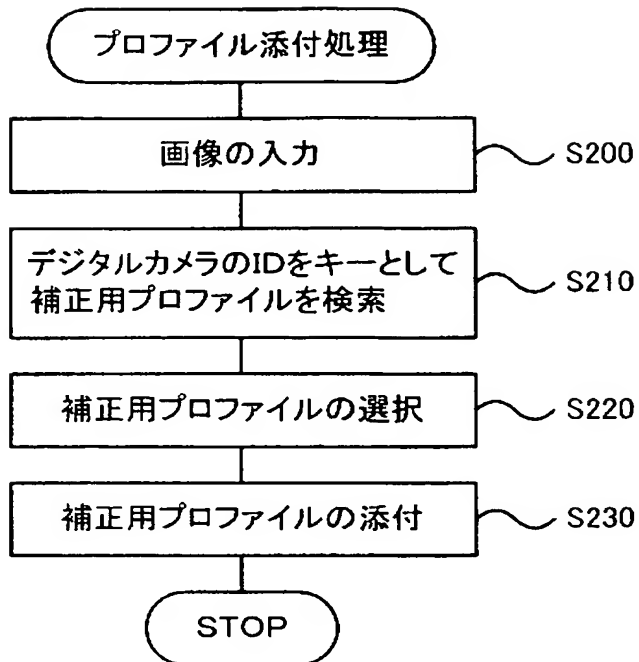 プロファイル添付処理
画像の入力
S200
デジタルカメラのIDをキーとして
補正用プロファイルを検索
S210
補正用プロファイルの選択
S220
補正用プロファイルの添付
S230
STOP